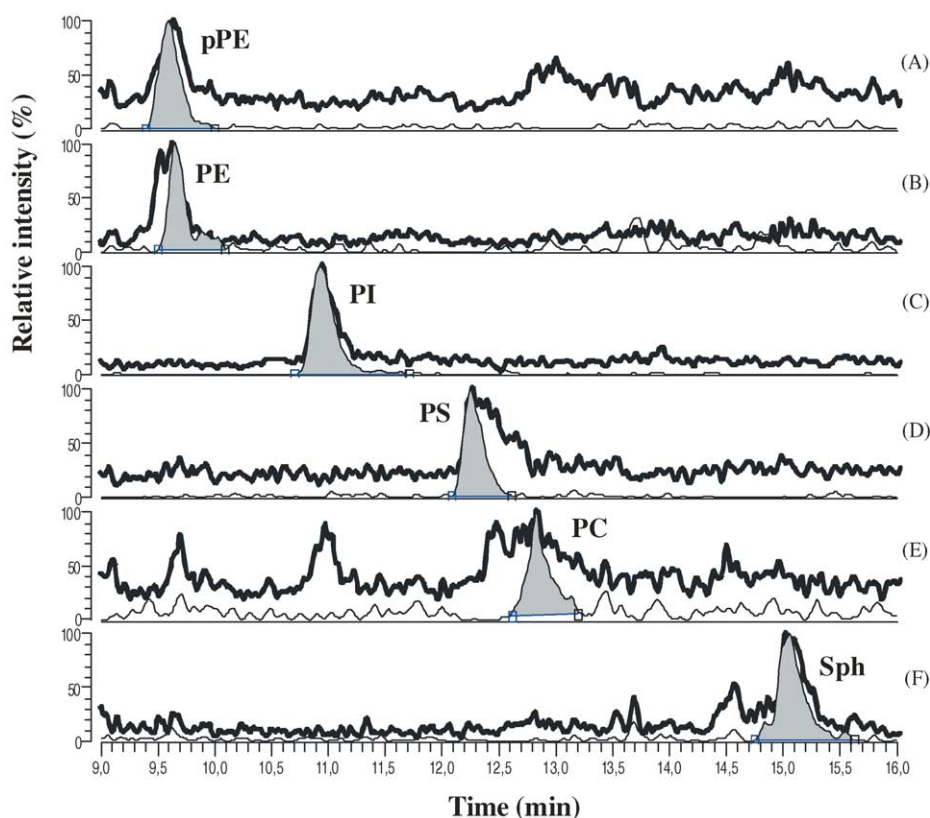 Relative intensity (%)
100
50
0
pPE
(A)
100
50
0
PE
(B)
100
50
0
PI
(C)
100
50
0
PS
(D)
100
50
0
PC
(E)
100
50
0
Sph
(F)
9,0 9,5 10,0 10,5 11,0 11,5 12,0 12,5 13,0 13,5 14,0 14,5 15,0 15,5 16,0
Time (min)